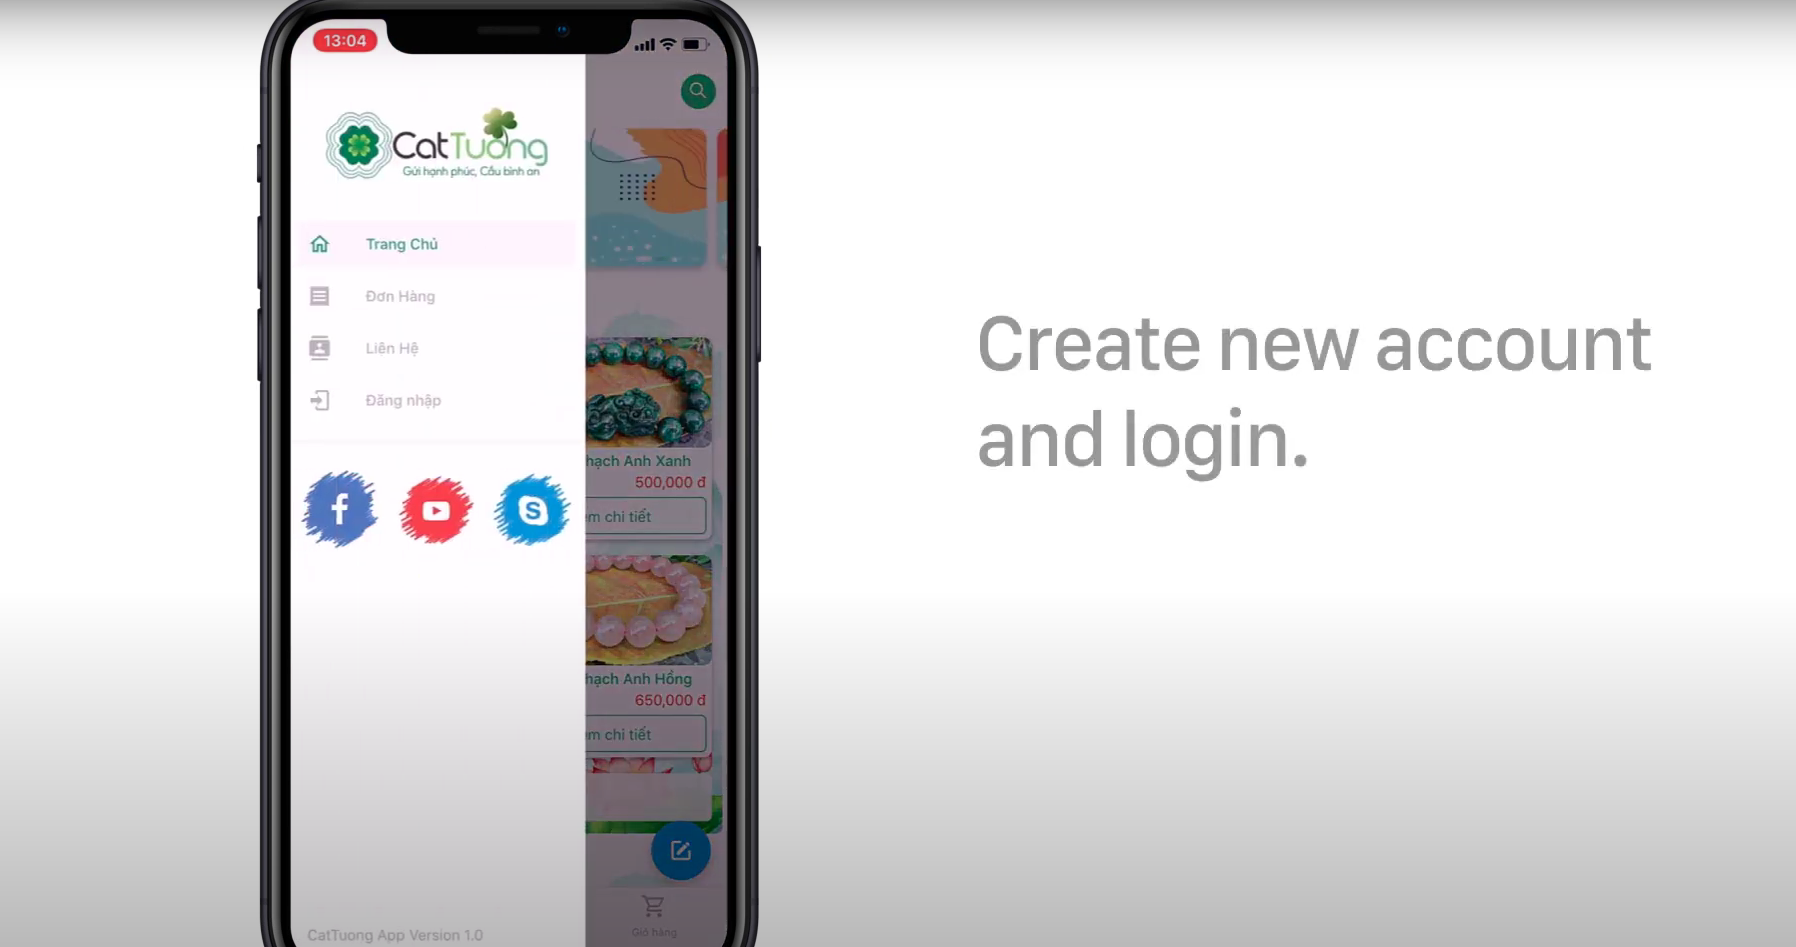 13:04
CatTuong
Gửi hạnh phúc, Cầu bình an
Trang Chủ
Đơn Hàng
Liên Hệ
Đăng nhập
CatTuong App Version 1.0
Anh Xanh
500,000 đ
chi tiết
Anh Hồng
650,000 đ
chi tiết
Giỏ hàng
Create new account
and login.